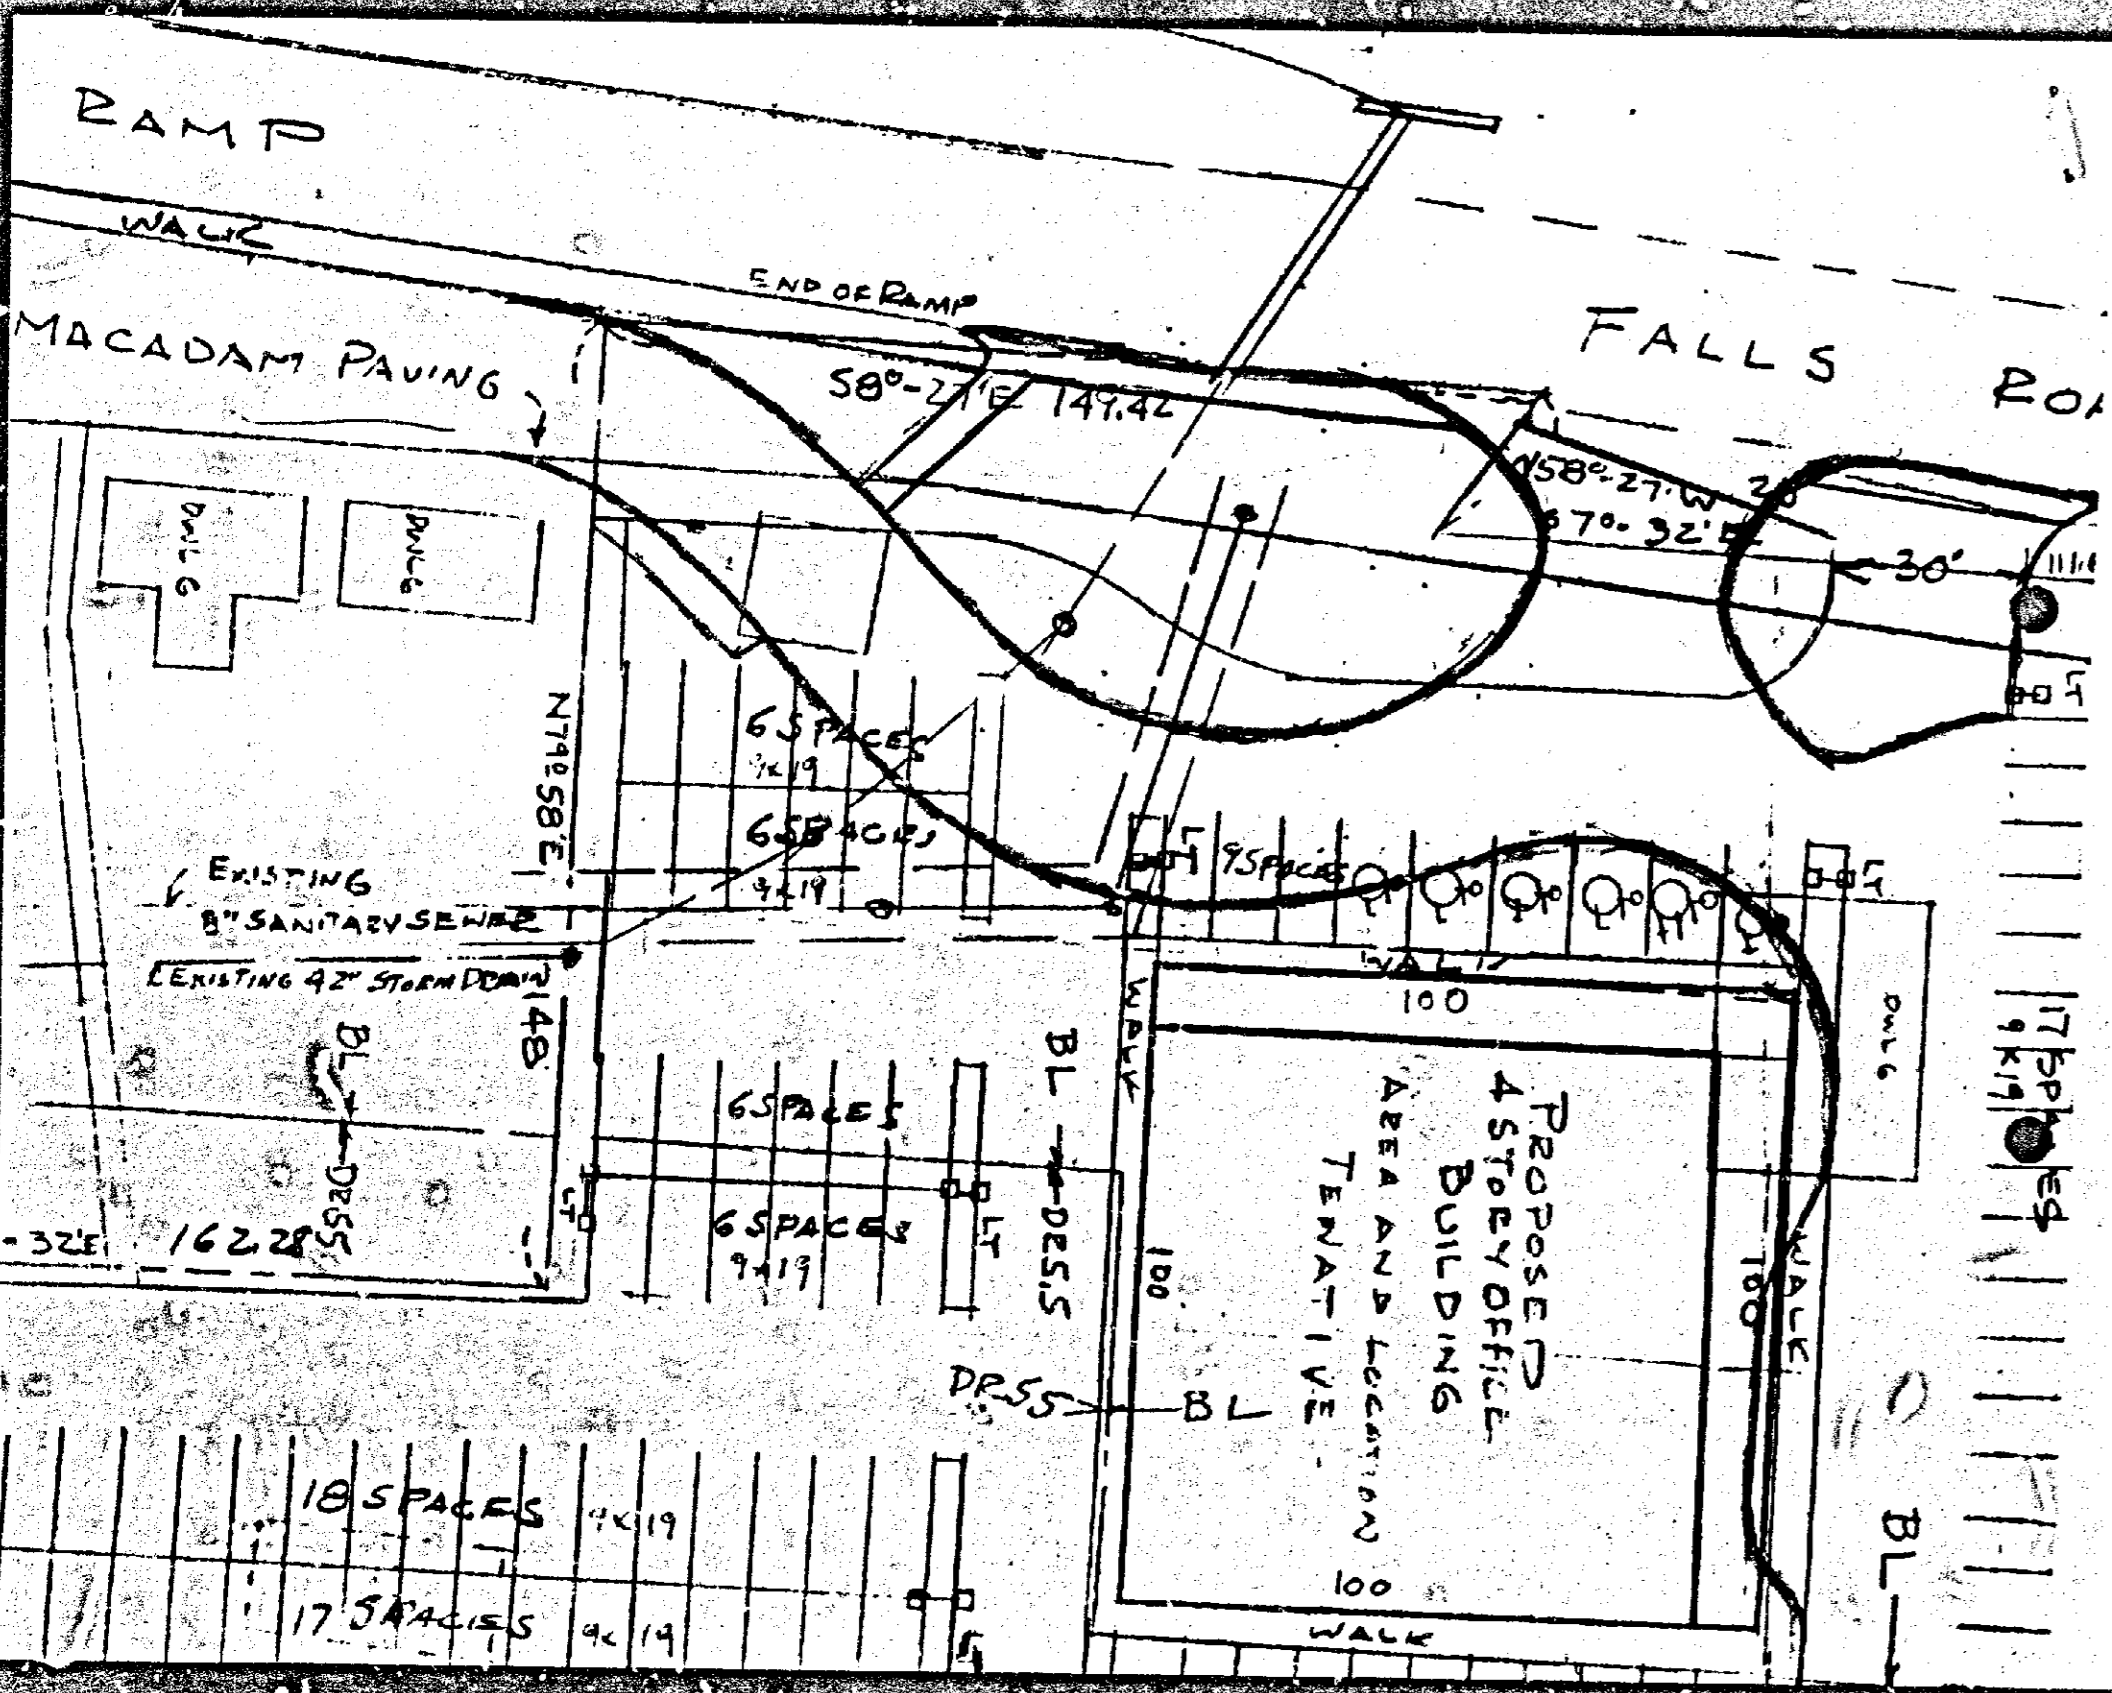 RAMP
WALK
END OF RAMP
MACADAM PAVING
58°-27'E 149.42
FALLS
N58°-27'W
67°-32'E
30'
DWLG
DWLG
LT
N79°58'E
6 SPACES
9x19
6 SPACES
9x19
LT
9 SPACES
LT
EXISTING
8" SANITARY SEWER
EXISTING 42" STORM DRAIN
148
WALK
100
WALK
DWLG
17 SPACES
9x19
BL
BL
6 SPACES
6 SPACES
9x19
LT
LT
-32'E
162.28
DR55
DR5.5
100
PROPOSED
4 STORY OFFICE
BUILDING
AREA AND LOCATION
TENATIVE.
100
WALK
DR-55
BL
BL
18 SPACES 9x19
17 SPACES 9x19
LT
100
WALK